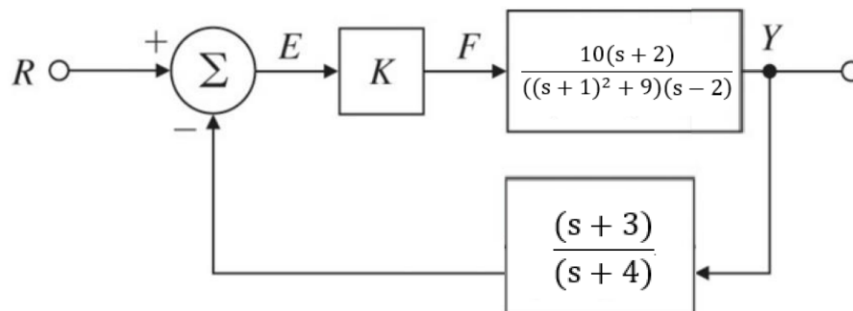 +
R
Σ
E
K
F
10(s + 2)
((s + 1)² + 9)(s − 2)
Y
−
(s + 3)
(s + 4)